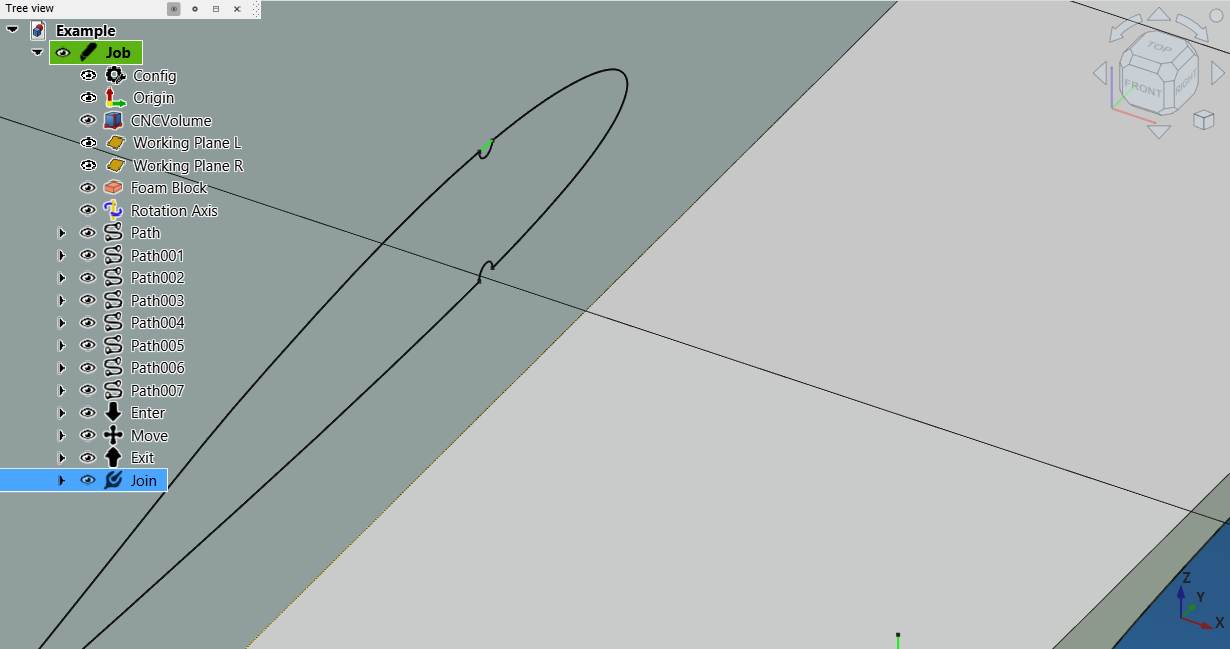 Tree view
Example
Job
Config
Origin
CNCVolume
Working Plane L
Working Plane R
Foam Block
Rotation Axis
Path
Path001
Path002
Path003
Path004
Path005
Path006
Path007
Enter
Move
Exit
Join
TOP
FRONT
RIGHT
Z
Y
X